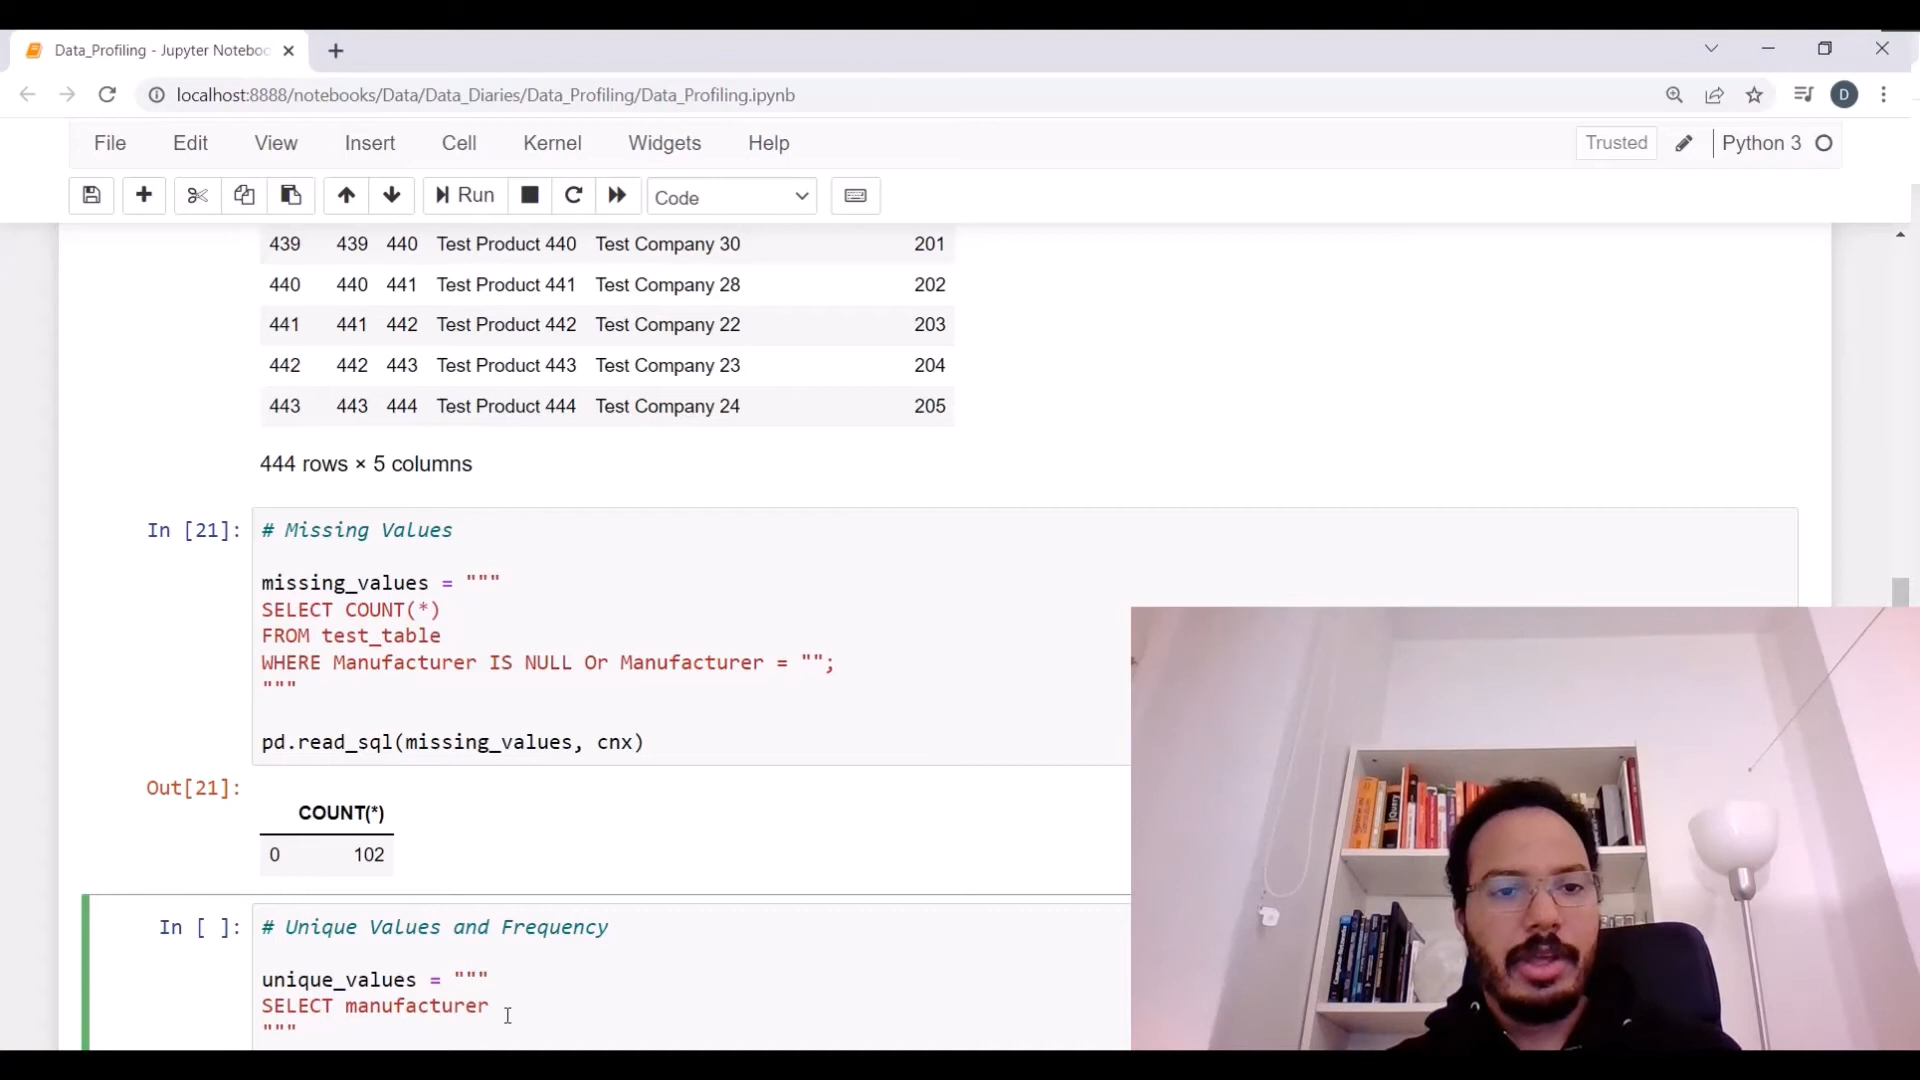 Data_Profiling - Jupyter Noteboo
localhost:8888/notebooks/Data/Data_Diaries/Data_Profiling/Data_Profiling.ipynb
D
File Edit View Insert Cell Kernel Widgets Help
Trusted
Python 3
Run
Code
439 439 440 Test Product 440 Test Company 30 201
440 440 441 Test Product 441 Test Company 28 202
441 441 442 Test Product 442 Test Company 22 203
442 442 443 Test Product 443 Test Company 23 204
443 443 444 Test Product 444 Test Company 24 205
444 rows × 5 columns
In [21]: # Missing Values
missing_values = """
SELECT COUNT(*)
FROM test_table
WHERE Manufacturer IS NULL Or Manufacturer = "";
"""
pd.read_sql(missing_values, cnx)
Out[21]:
COUNT(*)
0 102
In [ ]: # Unique Values and Frequency
unique_values = """
SELECT manufacturer
"""
jQuery